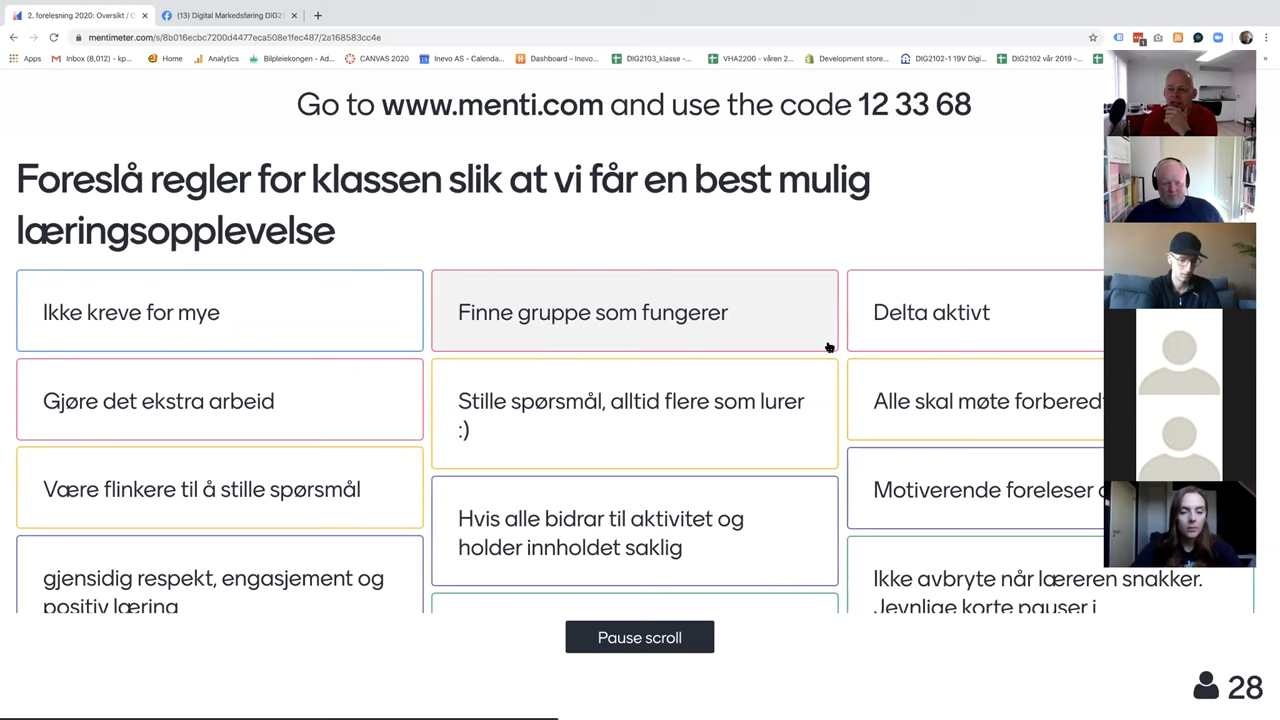 2. forelesning 2020: Oversikt / O
(13) Digital Markedsføring DIG2
mentimeter.com/s/8b016ecbc7200d4477eca508e1fec487/2a168583cc4e
Apps
Inbox (8,012) - kp...
Home
Analytics
Bilpleiekongen - Ad...
CANVAS 2020
Inevo AS - Calenda...
Dashboard – Inevo...
DIG2103_klasse -...
VHA2200 - våren 2...
Development store...
DIG2102-1 19V Digi...
DIG2102 vår 2019 -...
Go to www.menti.com and use the code 12 33 68
Foreslå regler for klassen slik at vi får en best mulig
læringsopplevelse
Ikke kreve for mye
Finne gruppe som fungerer
Delta aktivt
Gjøre det ekstra arbeid
Stille spørsmål, alltid flere som lurer
:)
Alle skal møte forberedt
Være flinkere til å stille spørsmål
Hvis alle bidrar til aktivitet og
holder innholdet saklig
Motiverende foreleser
gjensidig respekt, engasjement og
positiv læring
Ikke avbryte når læreren snakker.
Jevnlige korte pauser i
Pause scroll
28